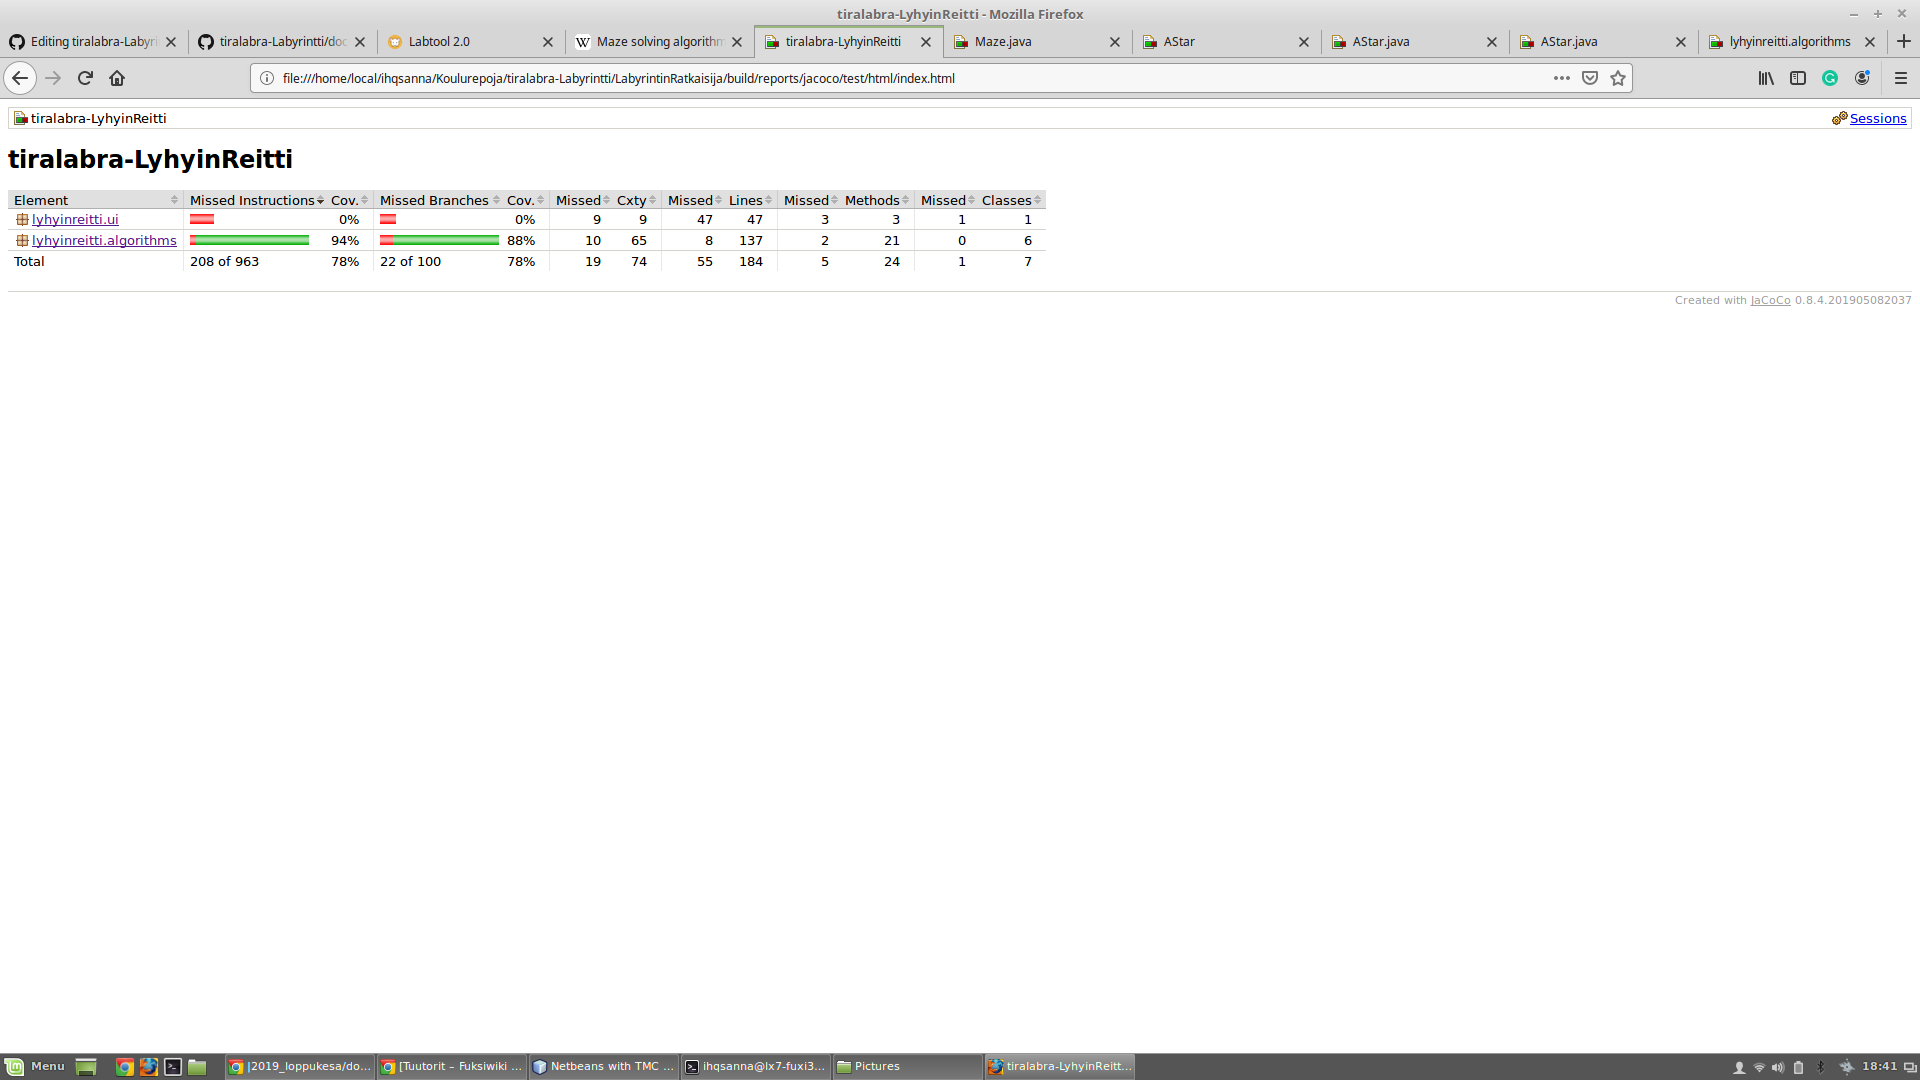 tiralabra-LyhyinReitti - Mozilla Firefox
Editing tiralabra-Labyri
tiralabra-Labyrintti/doc
Labtool 2.0
Maze solving algorithm
tiralabra-LyhyinReitti
Maze.java
AStar
AStar.java
AStar.java
lyhyinreitti.algorithms
file:///home/local/ihqsanna/Koulurepoja/tiralabra-Labyrintti/LabyrintinRatkaisija/build/reports/jacoco/test/html/index.html
tiralabra-LyhyinReitti
Sessions
tiralabra-LyhyinReitti
Element Missed Instructions Cov. Missed Branches Cov. Missed Cxty Missed Lines Missed Methods Missed Classes
lyhyinreitti.ui 0% 0% 9 9 47 47 3 3 1 1
lyhyinreitti.algorithms 94% 88% 10 65 8 137 2 21 0 6
Total 208 of 963 78% 22 of 100 78% 19 74 55 184 5 24 1 7
Created with JaCoCo 0.8.4.201905082037
Menu
|2019_loppukesa/do...
[Tuutorit – Fuksiwiki ...
Netbeans with TMC ...
ihqsanna@lx7-fuxi3...
Pictures
tiralabra-LyhyinReitt...
18:41